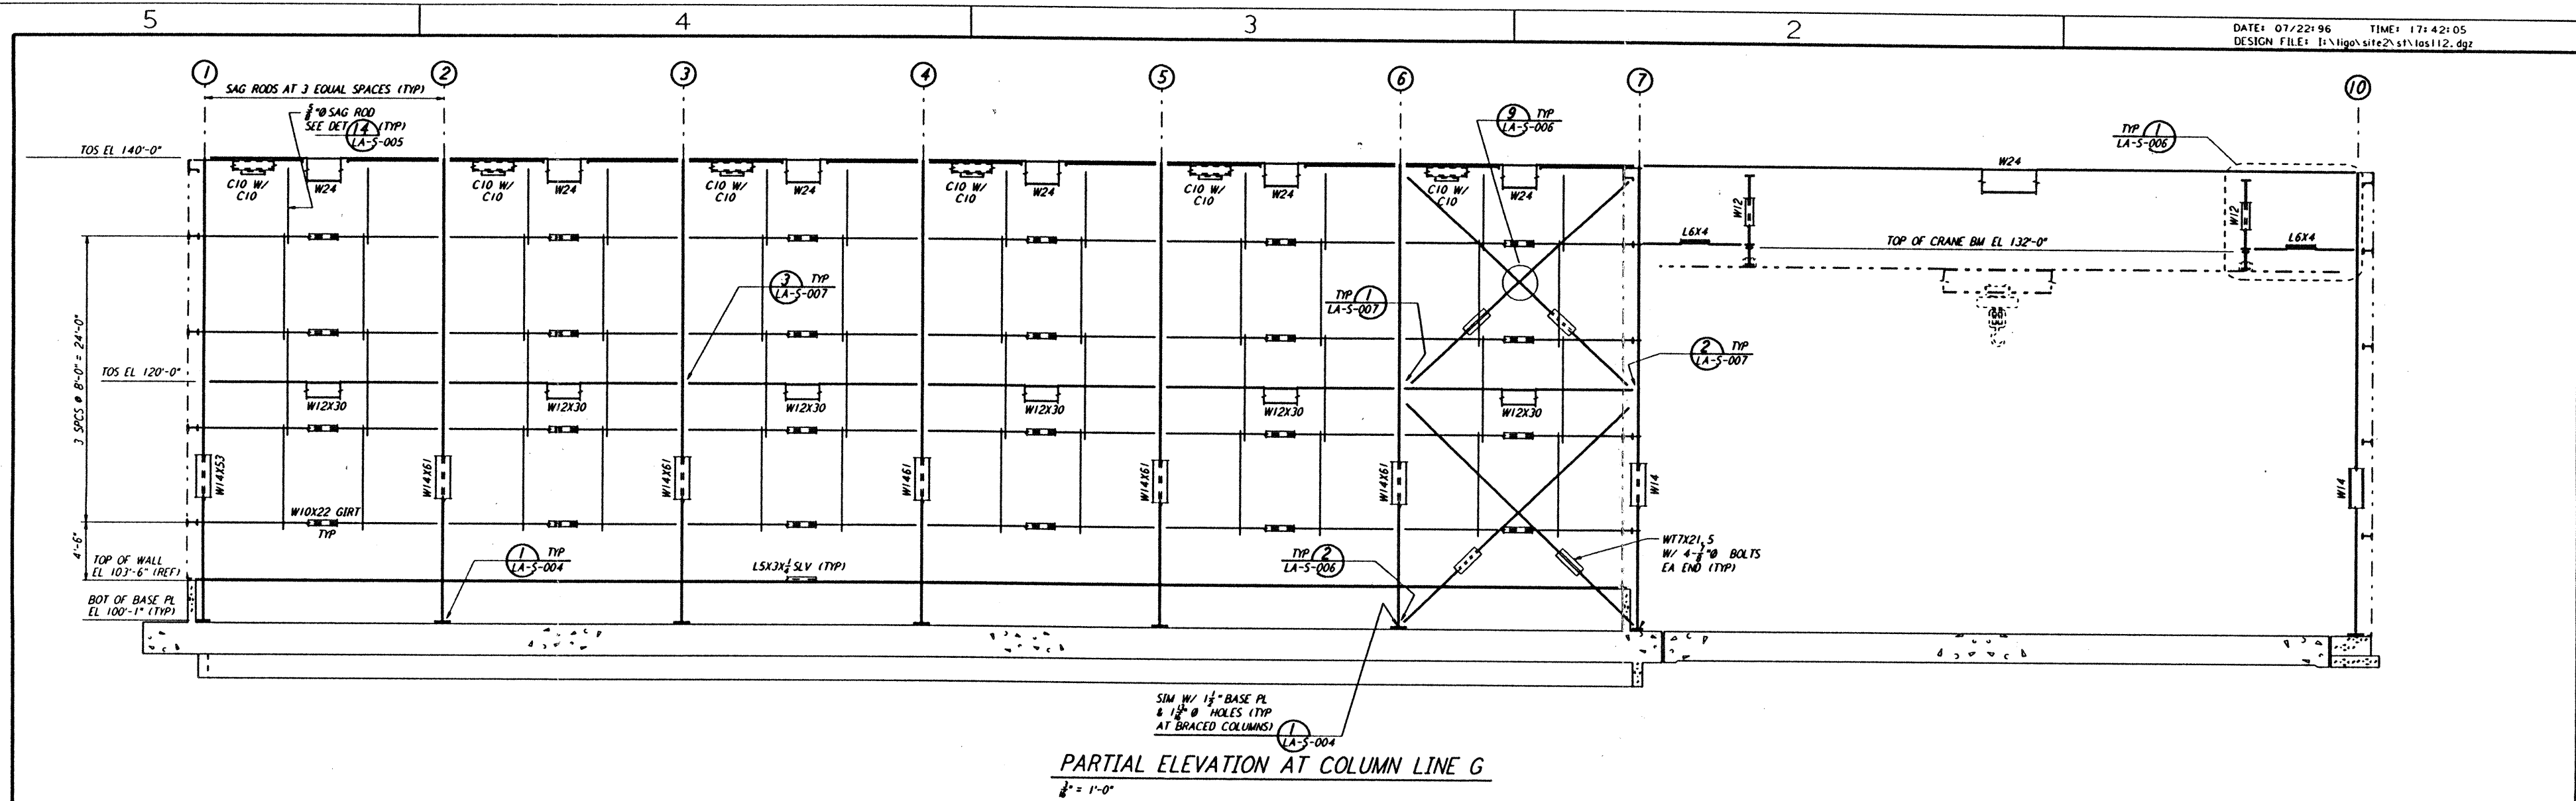 5 4 3 2
DATE: 07/22/96 TIME: 17:42:05
DESIGN FILE: I:\ligo\site2\st\las112.dgz
1 2 3 4 5 6 7 10
SAG RODS AT 3 EQUAL SPACES (TYP)
5/8"Ø SAG ROD
SEE DET 14 (TYP)
LA-S-005
9 TYP
LA-S-006
TYP 1
LA-S-006
TOS EL 140'-0"
W24
C10 W/
C10
W24
C10 W/
C10
W24
C10 W/
C10
W24
C10 W/
C10
W24
C10 W/
C10
W24
C10 W/
C10
W24
W12
W12
L6X4
TOP OF CRANE BM EL 132'-0"
L6X4
3 TYP
LA-S-007
TYP 1
LA-S-007
2 TYP
LA-S-007
3 SPCS @ 8'-0" = 24'-0"
TOS EL 120'-0"
W12X30
W12X30
W12X30
W12X30
W12X30
W12X30
W14X53
W14X61
W14X61
W14X61
W14X61
W14X61
W14
W14
W10X22 GIRT
TYP
4'-6"
TOP OF WALL
EL 103'-6" (REF)
1 TYP
LA-S-004
L5X3X1/4 SLV (TYP)
TYP 2
LA-S-006
WT7X21.5
W/ 4-7/8"Ø BOLTS
EA END (TYP)
BOT OF BASE PL
EL 100'-1" (TYP)
SIM W/ 1 1/2" BASE PL
& 1 13/16"Ø HOLES (TYP
AT BRACED COLUMNS) 1
LA-S-004
PARTIAL ELEVATION AT COLUMN LINE G
3/16" = 1'-0"